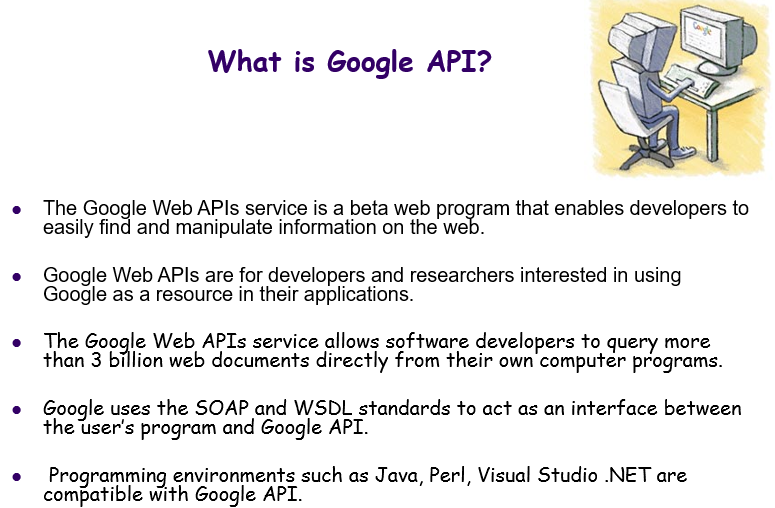 What is Google API?
Google
● The Google Web APIs service is a beta web program that enables developers to
easily find and manipulate information on the web.
● Google Web APIs are for developers and researchers interested in using
Google as a resource in their applications.
● The Google Web APIs service allows software developers to query more
than 3 billion web documents directly from their own computer programs.
● Google uses the SOAP and WSDL standards to act as an interface between
the user’s program and Google API.
● Programming environments such as Java, Perl, Visual Studio .NET are
compatible with Google API.